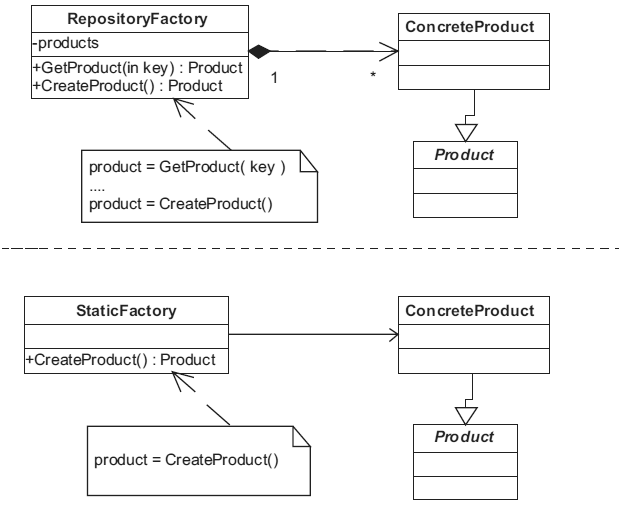 RepositoryFactory
-products
+GetProduct(in key) : Product
+CreateProduct() : Product
1
*
ConcreteProduct
Product
product = GetProduct( key )
....
product = CreateProduct()
StaticFactory
+CreateProduct() : Product
ConcreteProduct
Product
product = CreateProduct()